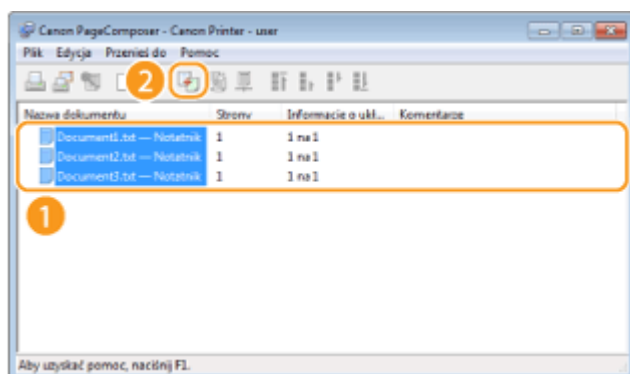 Canon PageComposer - Canon Printer - user
Plik Edycja Przenieś do Pomoc
2
Nazwa dokumentu Strony Informacje o ukł... Komentarze
Document1.txt — Notatnik 1 1 na 1
Document2.txt — Notatnik 1 1 na 1
Document3.txt — Notatnik 1 1 na 1
1
Aby uzyskać pomoc, naciśnij F1.